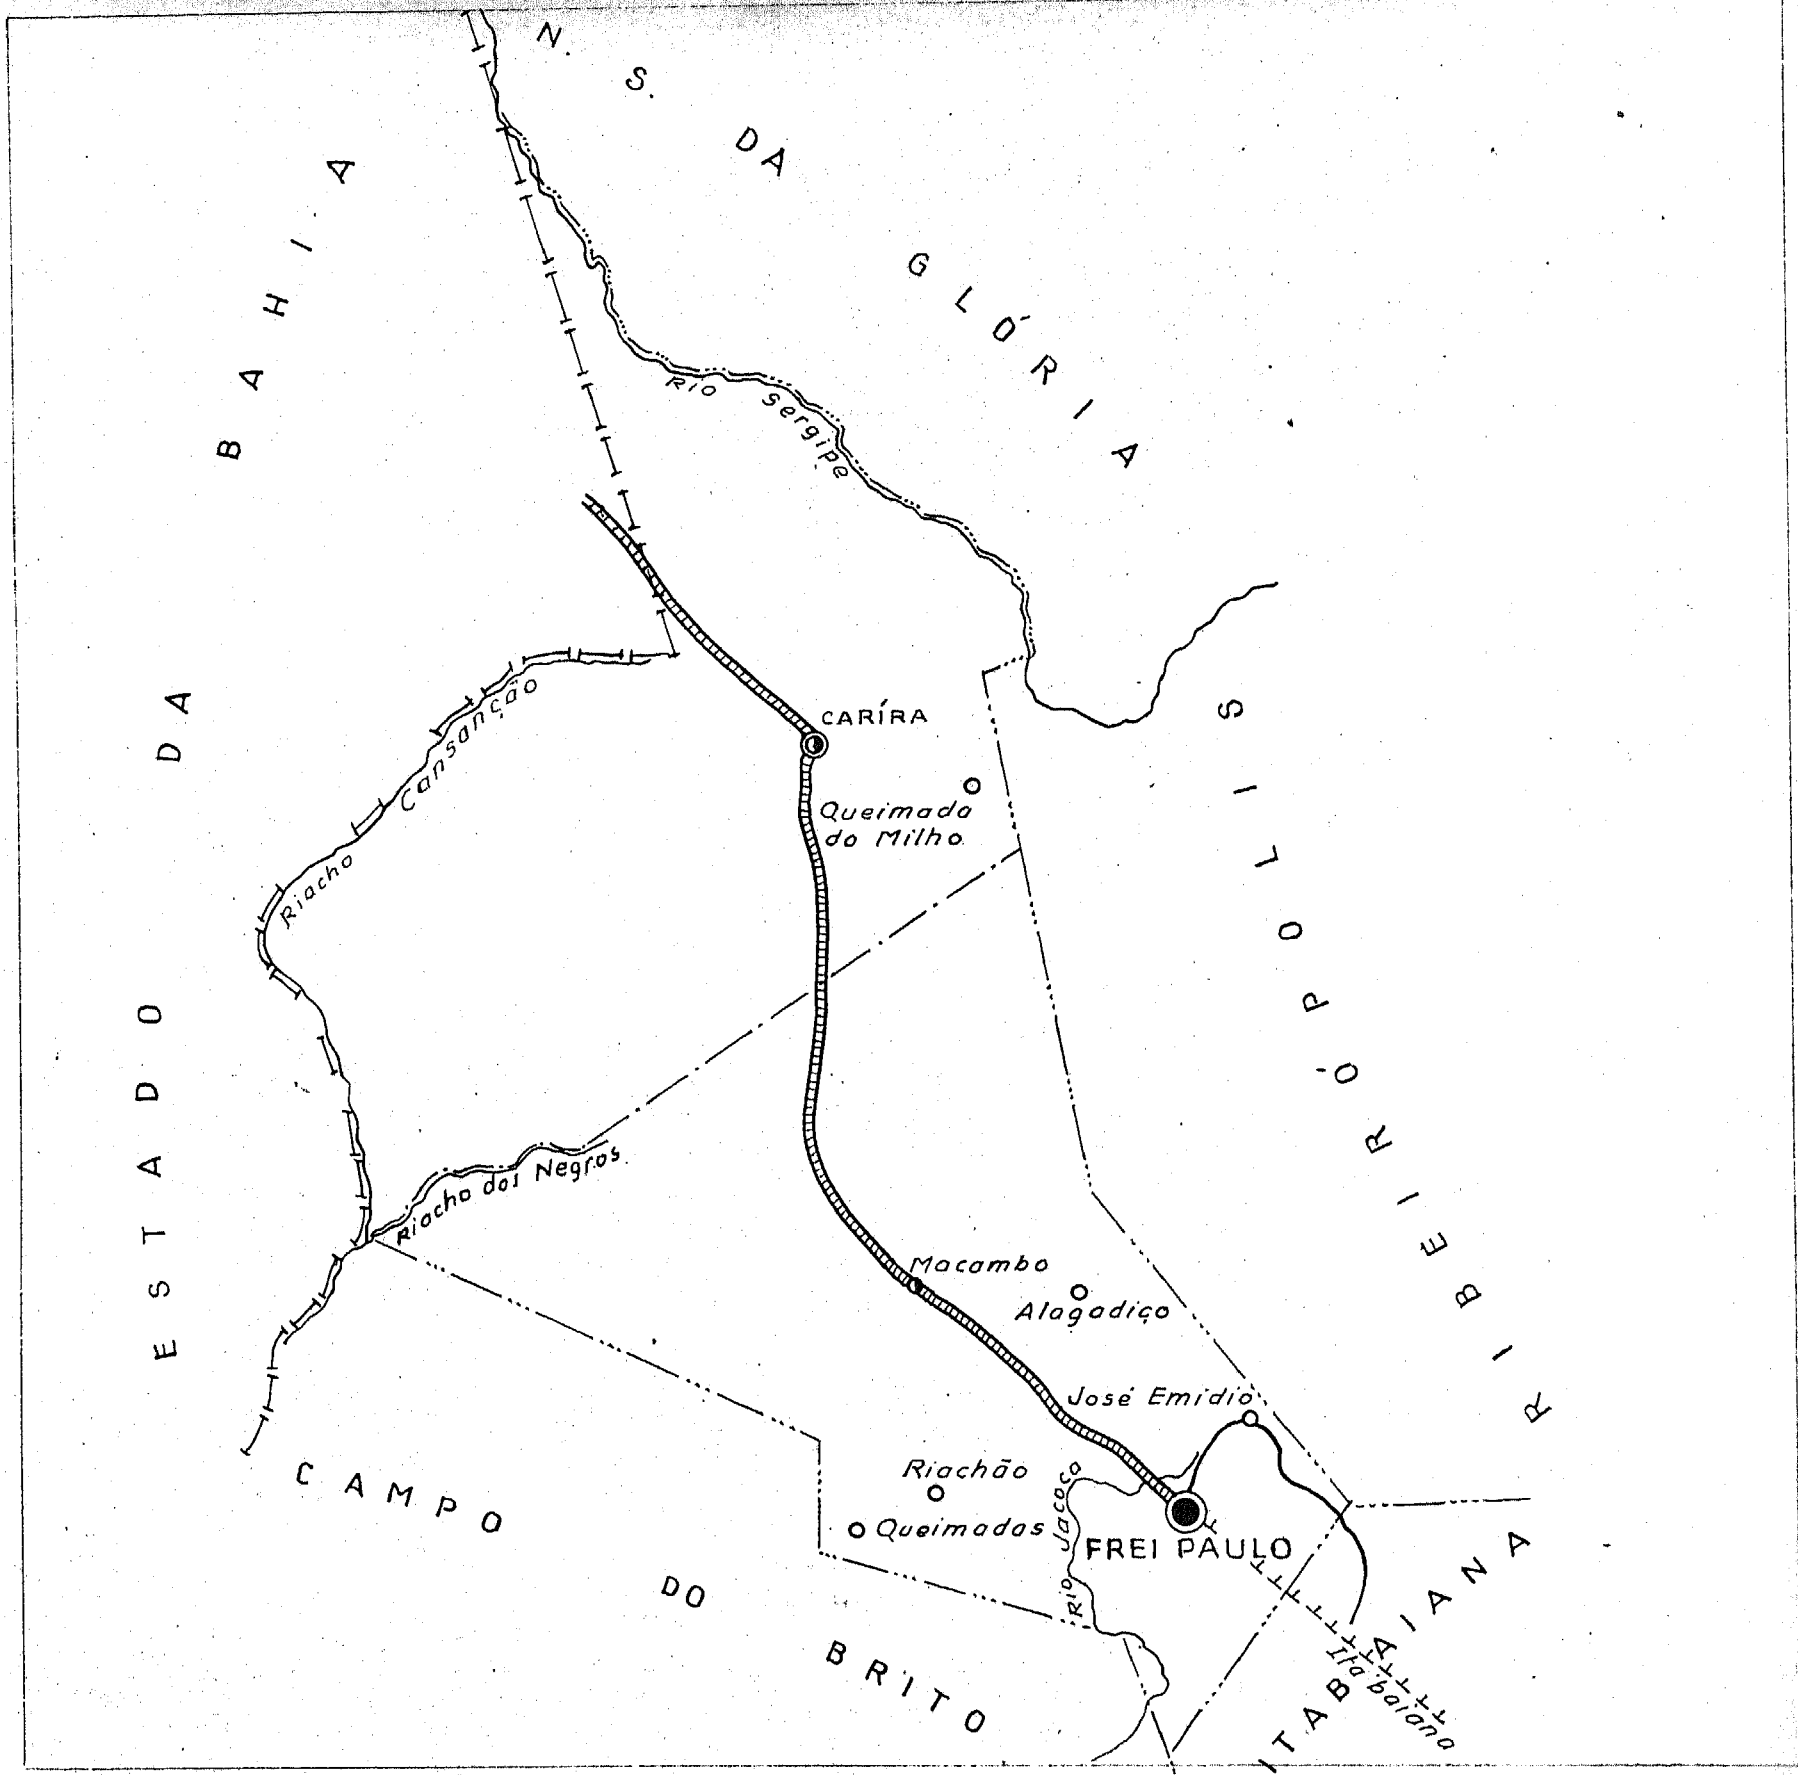 N. S. DA GLÓRIA
ESTADO DA BAHIA
Rio Sergipe
Riacho Cansanção
CARÍRA
Queimada
do Milho
RIBEIRÓPOLIS
Riacho dos Negros
Macambo
Alagadiço
José Emídio
Riachão
Queimadas
Rio Jacoca
FREI PAULO
CAMPO DO BRITO
ITABAIANA
Itabaiana